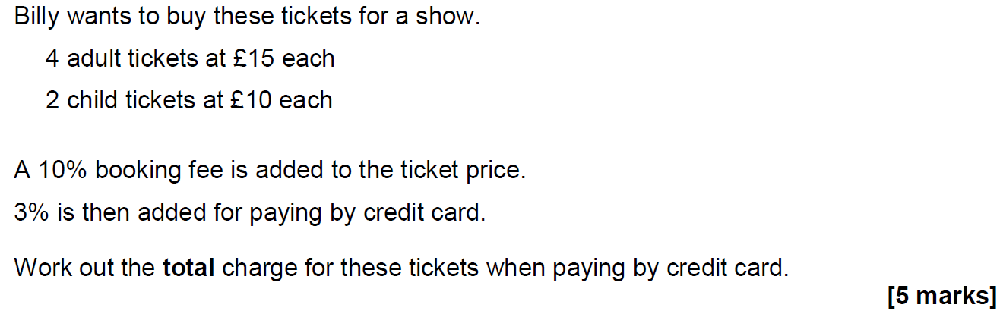 Billy wants to buy these tickets for a show.
4 adult tickets at £15 each
2 child tickets at £10 each
A 10% booking fee is added to the ticket price.
3% is then added for paying by credit card.
Work out the total charge for these tickets when paying by credit card.
[5 marks]